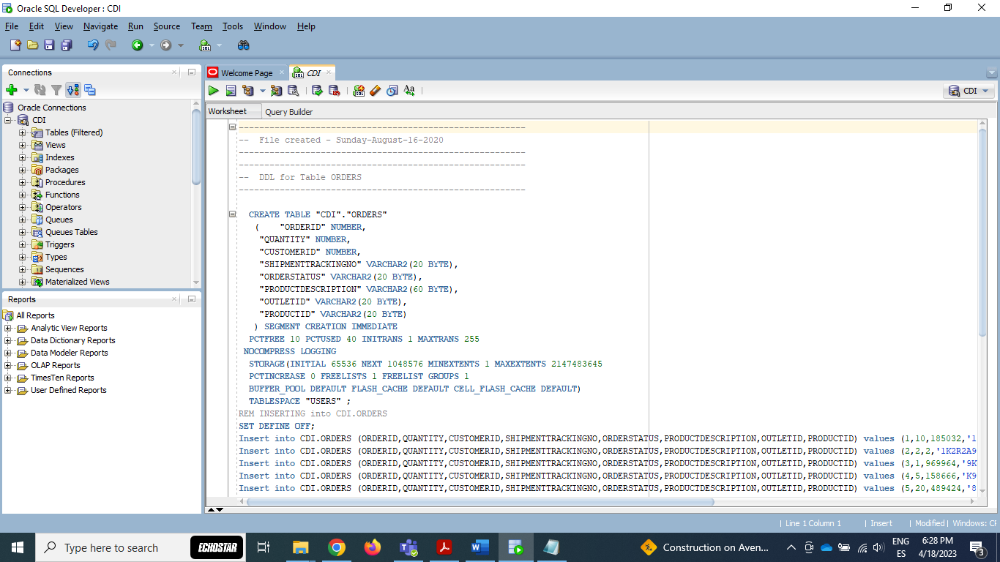 Oracle SQL Developer : CDI
File Edit View Navigate Run Source Team Tools Window Help
Connections
Oracle Connections
CDI
Tables (Filtered)
Views
Indexes
Packages
Procedures
Functions
Operators
Queues
Queues Tables
Triggers
Types
Sequences
Materialized Views
Reports
All Reports
Analytic View Reports
Data Dictionary Reports
Data Modeler Reports
OLAP Reports
TimesTen Reports
User Defined Reports
Welcome Page CDI
CDI
Worksheet Query Builder
--------------------------------------------------------
-- File created - Sunday-August-16-2020
--------------------------------------------------------
--------------------------------------------------------
-- DDL for Table ORDERS
--------------------------------------------------------
CREATE TABLE "CDI"."ORDERS"
( "ORDERID" NUMBER,
"QUANTITY" NUMBER,
"CUSTOMERID" NUMBER,
"SHIPMENTTRACKINGNO" VARCHAR2(20 BYTE),
"ORDERSTATUS" VARCHAR2(20 BYTE),
"PRODUCTDESCRIPTION" VARCHAR2(60 BYTE),
"OUTLETID" VARCHAR2(20 BYTE),
"PRODUCTID" VARCHAR2(20 BYTE)
) SEGMENT CREATION IMMEDIATE
PCTFREE 10 PCTUSED 40 INITRANS 1 MAXTRANS 255
NOCOMPRESS LOGGING
STORAGE(INITIAL 65536 NEXT 1048576 MINEXTENTS 1 MAXEXTENTS 2147483645
PCTINCREASE 0 FREELISTS 1 FREELIST GROUPS 1
BUFFER_POOL DEFAULT FLASH_CACHE DEFAULT CELL_FLASH_CACHE DEFAULT)
TABLESPACE "USERS" ;
REM INSERTING into CDI.ORDERS
SET DEFINE OFF;
Insert into CDI.ORDERS (ORDERID,QUANTITY,CUSTOMERID,SHIPMENTTRACKINGNO,ORDERSTATUS,PRODUCTDESCRIPTION,OUTLETID,PRODUCTID) values (1,10,185032,'1
Insert into CDI.ORDERS (ORDERID,QUANTITY,CUSTOMERID,SHIPMENTTRACKINGNO,ORDERSTATUS,PRODUCTDESCRIPTION,OUTLETID,PRODUCTID) values (2,2,2,'1K2R2A9
Insert into CDI.ORDERS (ORDERID,QUANTITY,CUSTOMERID,SHIPMENTTRACKINGNO,ORDERSTATUS,PRODUCTDESCRIPTION,OUTLETID,PRODUCTID) values (3,1,969964,'9K
Insert into CDI.ORDERS (ORDERID,QUANTITY,CUSTOMERID,SHIPMENTTRACKINGNO,ORDERSTATUS,PRODUCTDESCRIPTION,OUTLETID,PRODUCTID) values (4,5,158666,'K9
Insert into CDI.ORDERS (ORDERID,QUANTITY,CUSTOMERID,SHIPMENTTRACKINGNO,ORDERSTATUS,PRODUCTDESCRIPTION,OUTLETID,PRODUCTID) values (5,20,489424,'8
Line 1 Column 1 | Insert | Modified | Windows: CF
Type here to search
ECHOSTAR
Construction on Aven...
ENG
ES
6:28 PM
4/18/2023
3